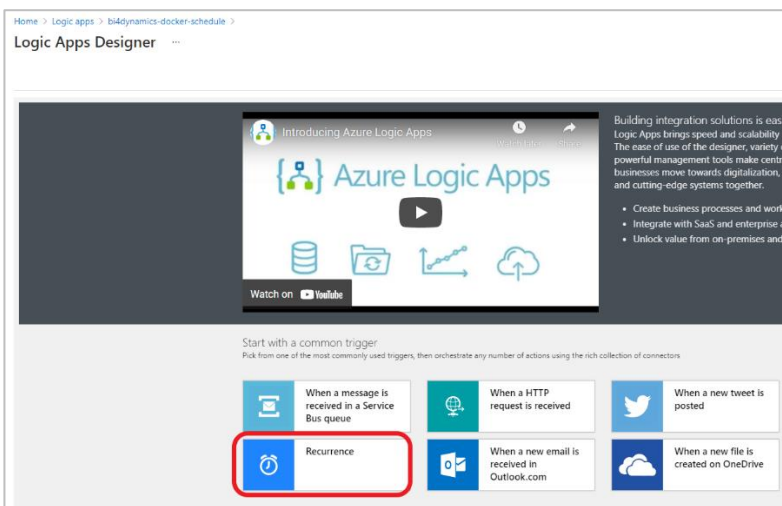 Home > Logic apps > bi4dynamics-docker-schedule >
Logic Apps Designer ...
Introducing Azure Logic Apps
Watch later
Share
Azure Logic Apps
Watch on YouTube
Building integration solutions is eas
Logic Apps brings speed and scalability
The ease of use of the designer, variety
powerful management tools make centr
businesses move towards digitalization,
and cutting-edge systems together.
• Create business processes and work
• Integrate with SaaS and enterprise a
• Unlock value from on-premises and
Start with a common trigger
Pick from one of the most commonly used triggers, then orchestrate any number of actions using the rich collection of connectors
When a message is
received in a Service
Bus queue
When a HTTP
request is received
When a new tweet is
posted
Recurrence
When a new email is
received in
Outlook.com
When a new file is
created on OneDrive